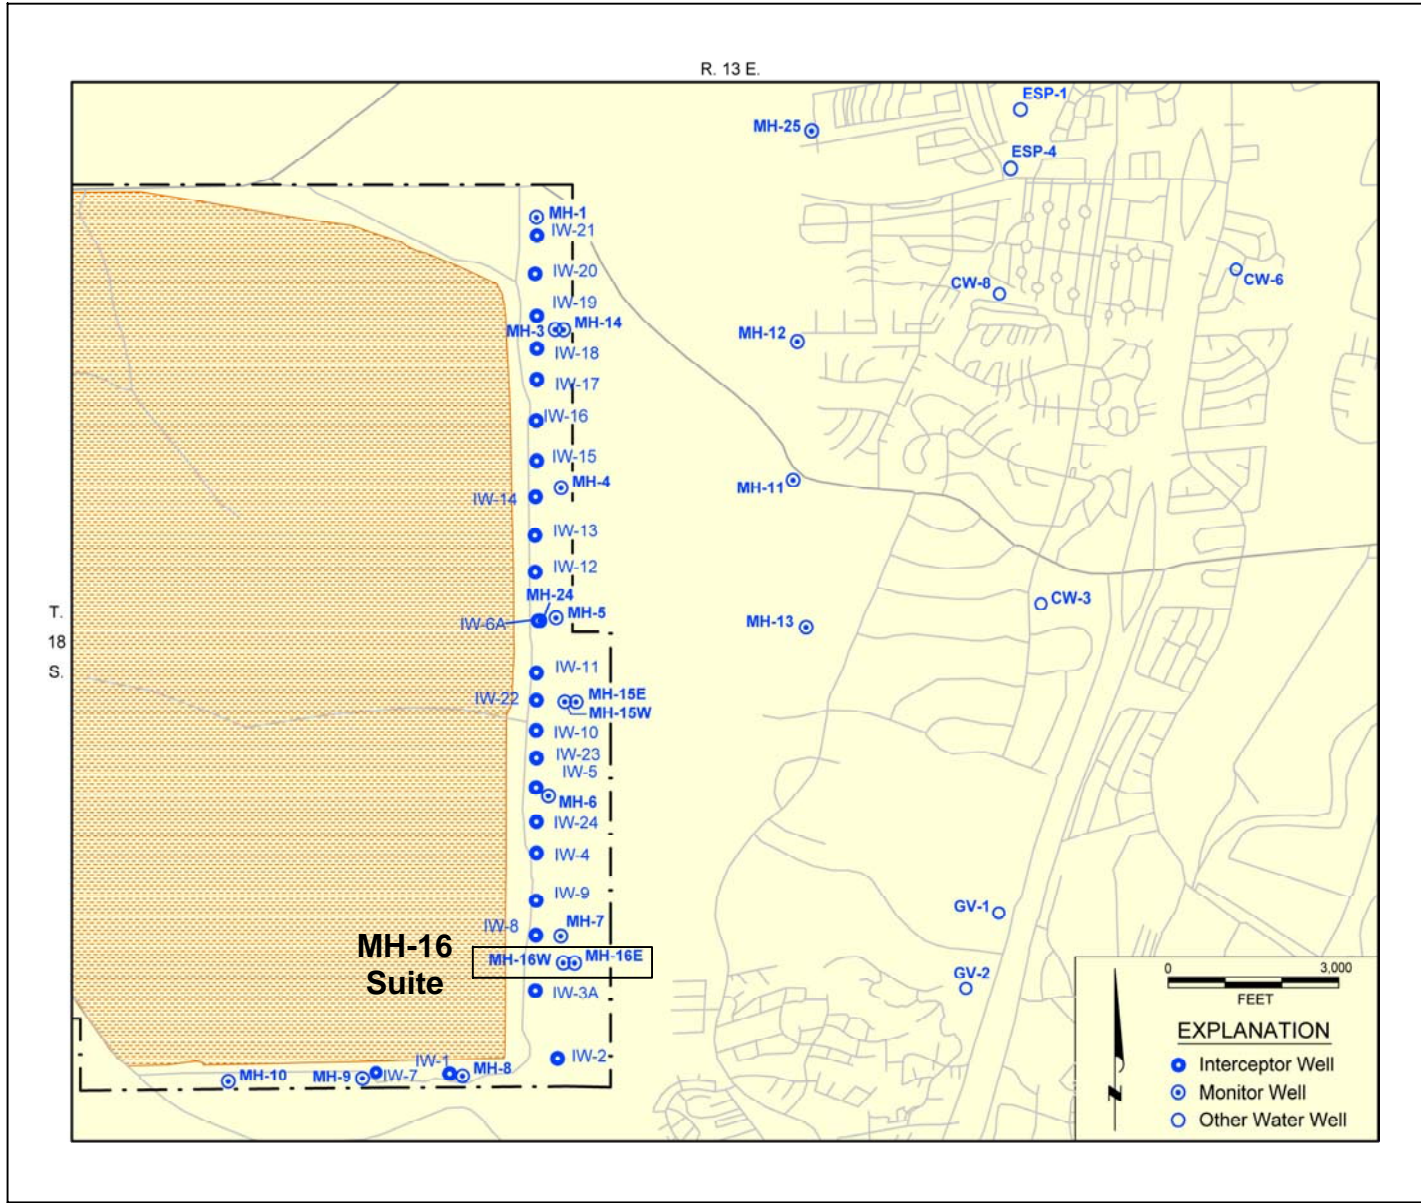 R. 13 E.
ESP-1
MH-25
ESP-4
MH-1
IW-21
IW-20
CW-6
CW-8
IW-19
MH-3
MH-14
MH-12
IW-18
IW-17
IW-16
IW-15
MH-4
MH-11
IW-14
IW-13
IW-12
MH-24
CW-3
T.
18
S.
MH-5
IW-6A
MH-13
IW-11
IW-22
MH-15E
MH-15W
IW-10
IW-23
IW-5
MH-6
IW-24
IW-4
IW-9
GV-1
IW-8
MH-7
MH-16
Suite
MH-16W
MH-16E
IW-3A
GV-2
0
3,000
FEET
EXPLANATION
Interceptor Well
Monitor Well
Other Water Well
N
IW-1
IW-2
MH-10
MH-9
IW-7
MH-8